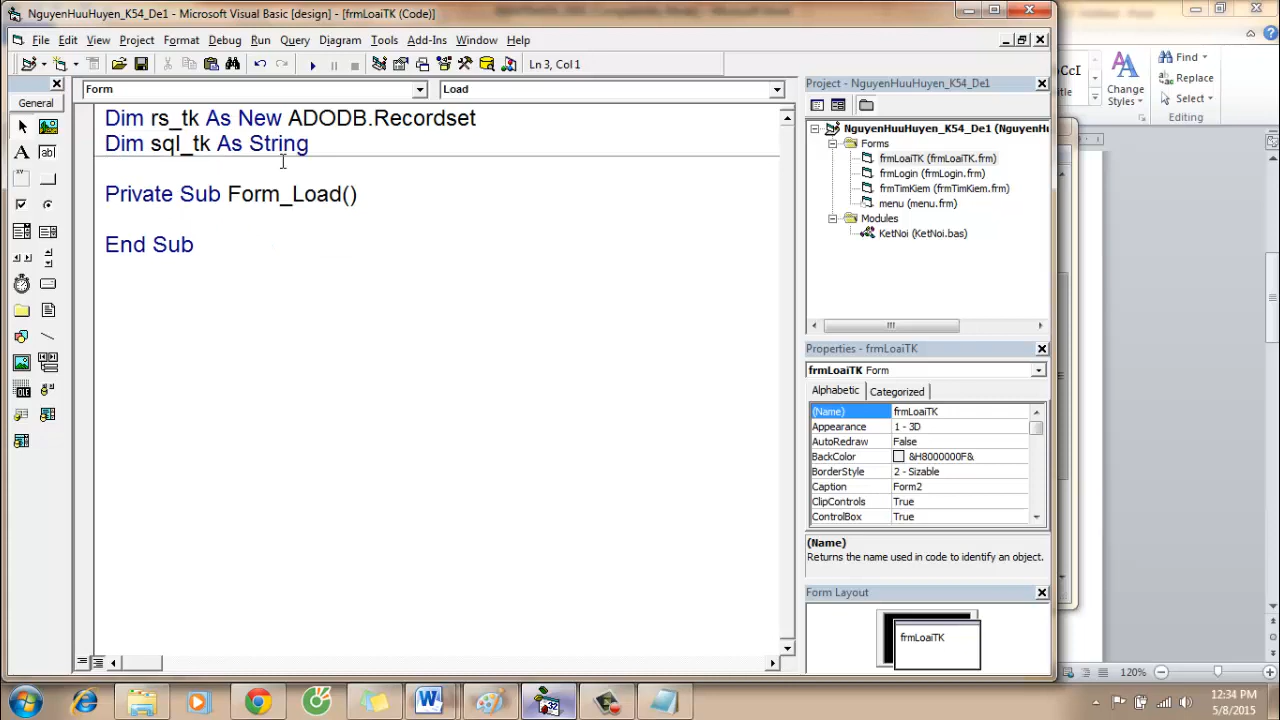 NguyenHuuHuyen_K54_De1 - Microsoft Visual Basic [design] - [frmLoaiTK (Code)]
File Edit View Project Format Debug Run Query Diagram Tools Add-Ins Window Help
Ln 3, Col 1
General
Form
Load
Dim rs_tk As New ADODB.Recordset
Dim sql_tk As String
Private Sub Form_Load()
End Sub
Project - NguyenHuuHuyen_K54_De1
NguyenHuuHuyen_K54_De1 (NguyenHu
Forms
frmLoaiTK (frmLoaiTK.frm)
frmLogin (frmLogin.frm)
frmTimKiem (frmTimKiem.frm)
menu (menu.frm)
Modules
KetNoi (KetNoi.bas)
Properties - frmLoaiTK
frmLoaiTK Form
Alphabetic Categorized
(Name) frmLoaiTK
Appearance 1 - 3D
AutoRedraw False
BackColor &H8000000F&
BorderStyle 2 - Sizable
Caption Form2
ClipControls True
ControlBox True
(Name)
Returns the name used in code to identify an object.
Form Layout
frmLoaiTK
CcI
itle
Change
Styles
Find
Replace
Select
Editing
120%
12:34 PM
5/8/2015